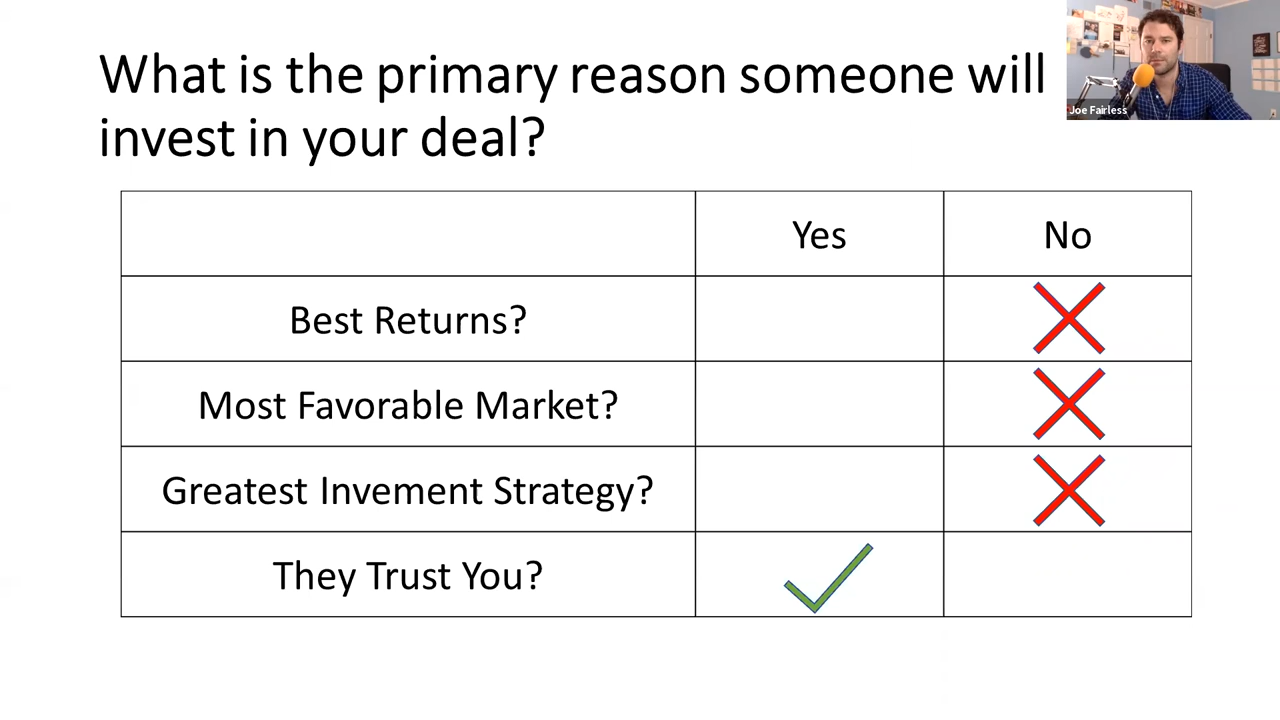 What is the primary reason someone will
invest in your deal?
Joe Fairless
Yes No
Best Returns?
Most Favorable Market?
Greatest Invement Strategy?
They Trust You?